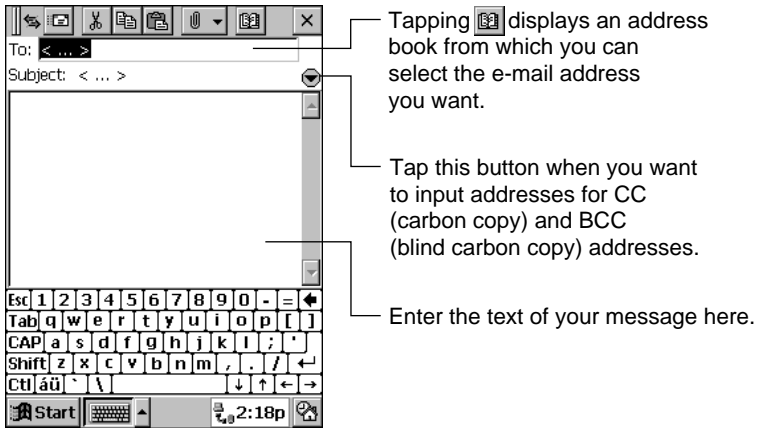 To: < ... >
Subject: < ... >
Tapping displays an address
book from which you can
select the e-mail address
you want.
Tap this button when you want
to input addresses for CC
(carbon copy) and BCC
(blind carbon copy) addresses.
Enter the text of your message here.
Esc 1 2 3 4 5 6 7 8 9 0 - =
Tab q w e r t y u i o p [ ]
CAP a s d f g h j k l ; '
Shift z x c v b n m , . /
Ctl áü ` \
Start 2:18p